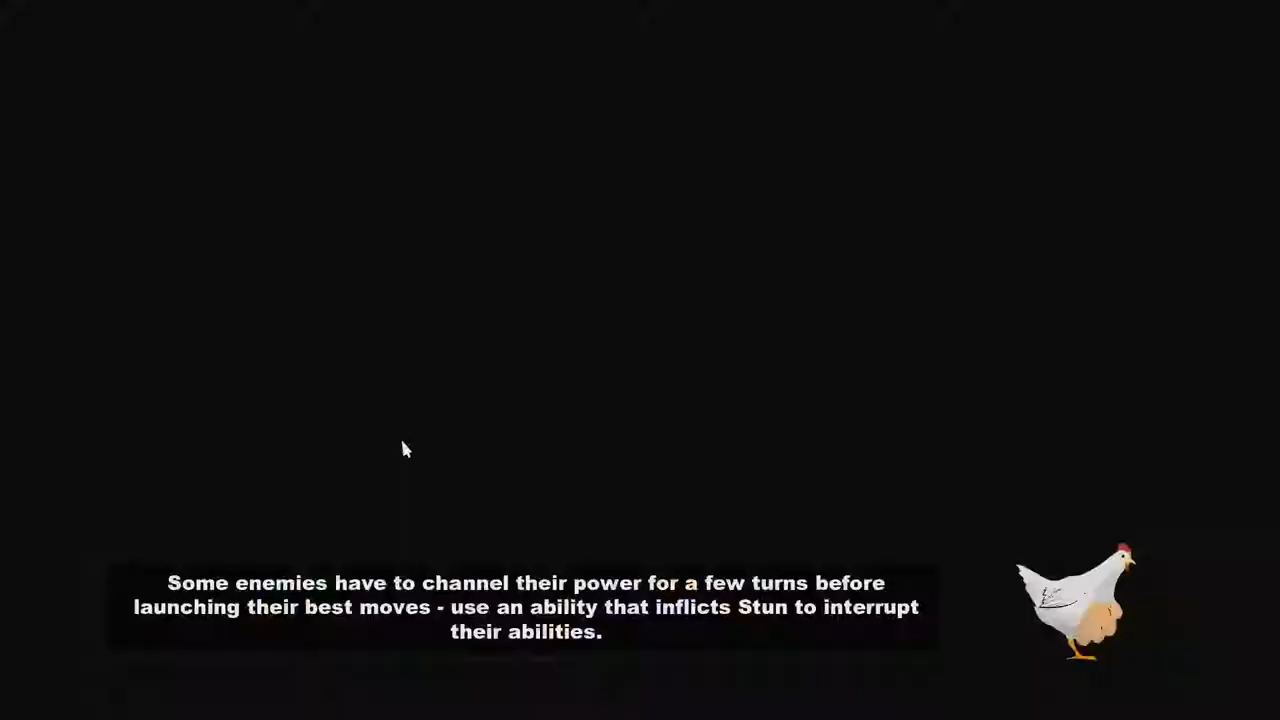 Some enemies have to channel their power for a few turns before
launching their best moves - use an ability that inflicts Stun to interrupt
their abilities.